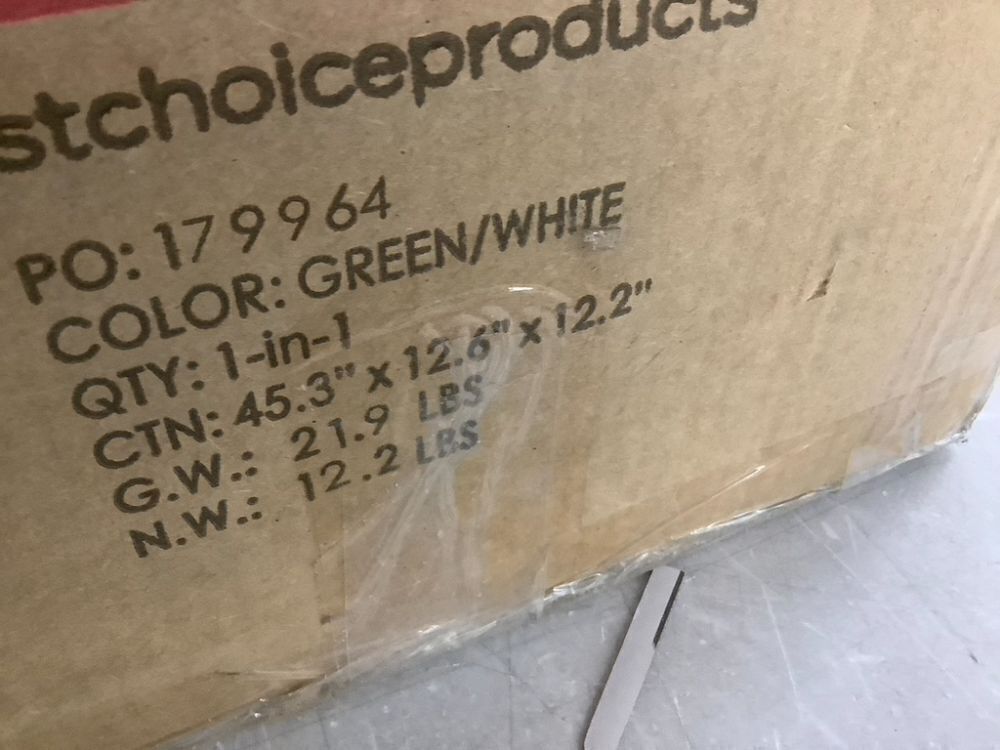 stchoiceproducts
PO: 179964
COLOR: GREEN/WHITE
QTY: 1-in-1
CTN: 45.3" x 12.6" x 12.2"
G.W.: 21.9 LBS
N.W.: 12.2 LBS